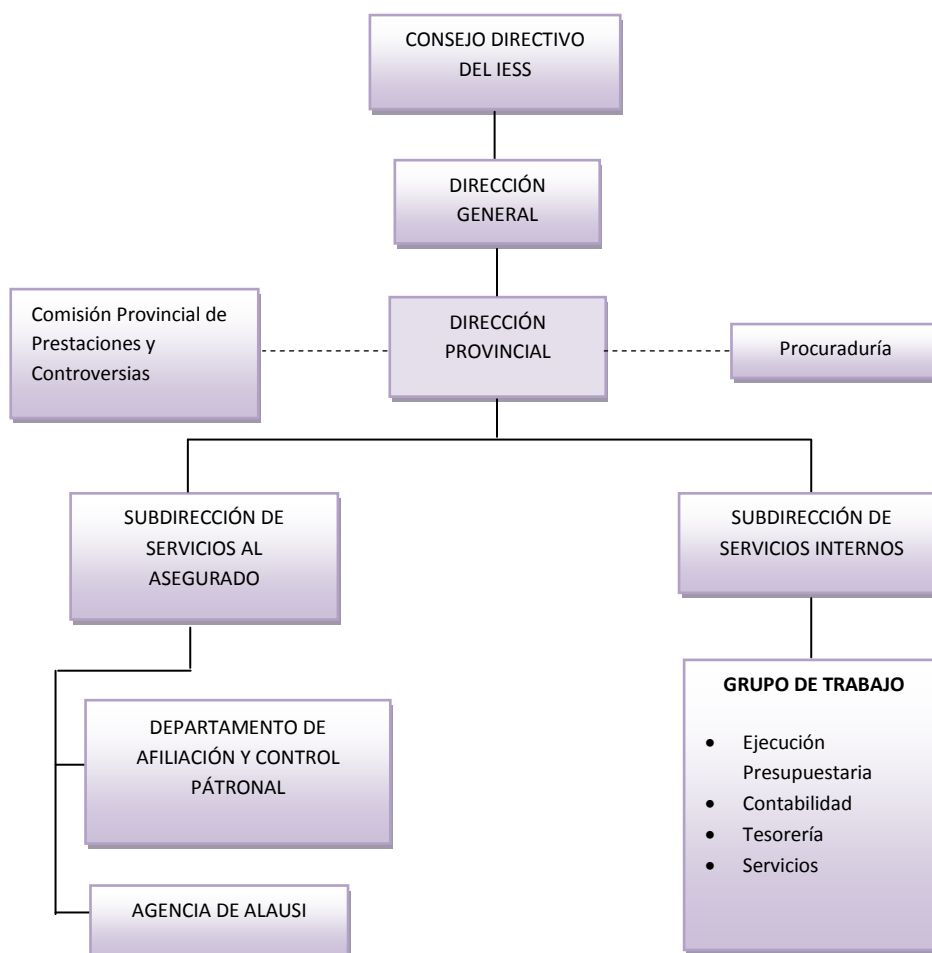 CONSEJO DIRECTIVO
DEL IESS
DIRECCIÓN
GENERAL
Comisión Provincial de
Prestaciones y
Controversias
DIRECCIÓN
PROVINCIAL
Procuraduría
SUBDIRECCIÓN DE
SERVICIOS AL
ASEGURADO
SUBDIRECCIÓN DE
SERVICIOS INTERNOS
DEPARTAMENTO DE
AFILIACIÓN Y CONTROL
PÁTRONAL
AGENCIA DE ALAUSI
GRUPO DE TRABAJO
• Ejecución
Presupuestaria
• Contabilidad
• Tesorería
• Servicios